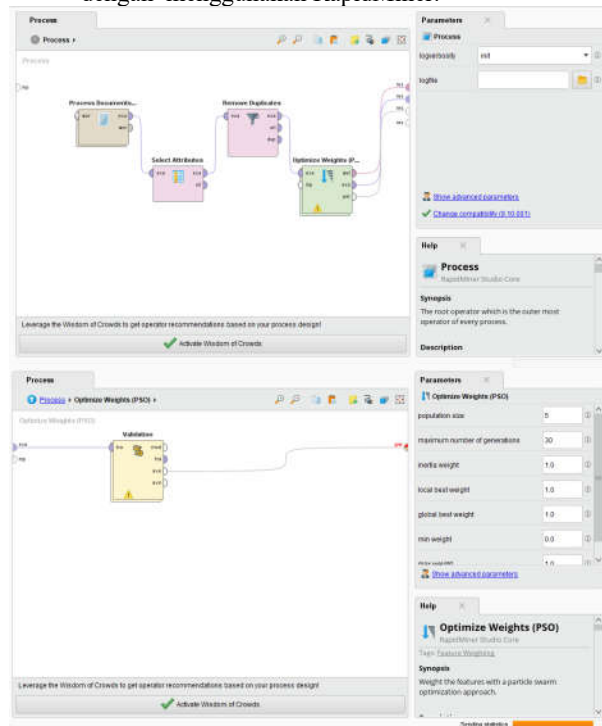 dengan menggunakan RapidMiner.
Process
Process
Process
inp
Process Documents...
Remove Duplicates
Select Attributes
Optimize Weights (P...
Leverage the Wisdom of Crowds to get operator recommendations based on your process design!
Activate Wisdom of Crowds
Parameters
Process
logverbosity
init
logfile
Show advanced parameters
Change compatibility (9.10.001)
Help
Process
RapidMiner Studio Core
Synopsis
The root operator which is the outer most
operator of every process.
Description
Process
Process Optimize Weights (PSO)
Optimize Weights (PSO)
Validation
Leverage the Wisdom of Crowds to get operator recommendations based on your process design!
Activate Wisdom of Crowds
Parameters
Optimize Weights (PSO)
population size 5
maximum number of generations 30
inertia weight 1.0
local best weight 1.0
global best weight 1.0
min weight 0.0
1.0
Show advanced parameters
Help
Optimize Weights (PSO)
RapidMiner Studio Core
Tags: Feature Weighting
Synopsis
Weight the features with a particle swarm
optimization approach.
Sending statistics